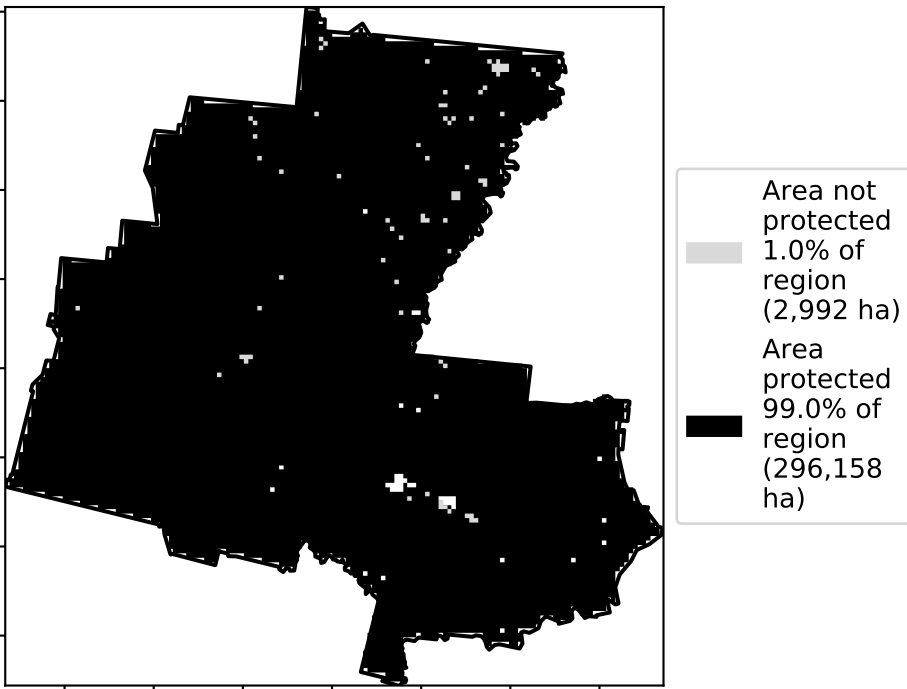 Area not
protected
1.0% of
region
(2,992 ha)
Area
protected
99.0% of
region
(296,158
ha)